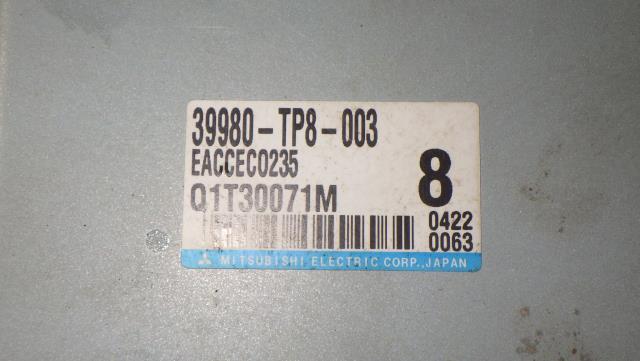 39980-TP8-003
EACCEC0235
Q1T30071M
8
0422
0063
MITSUBISHI ELECTRIC CORP., JAPAN